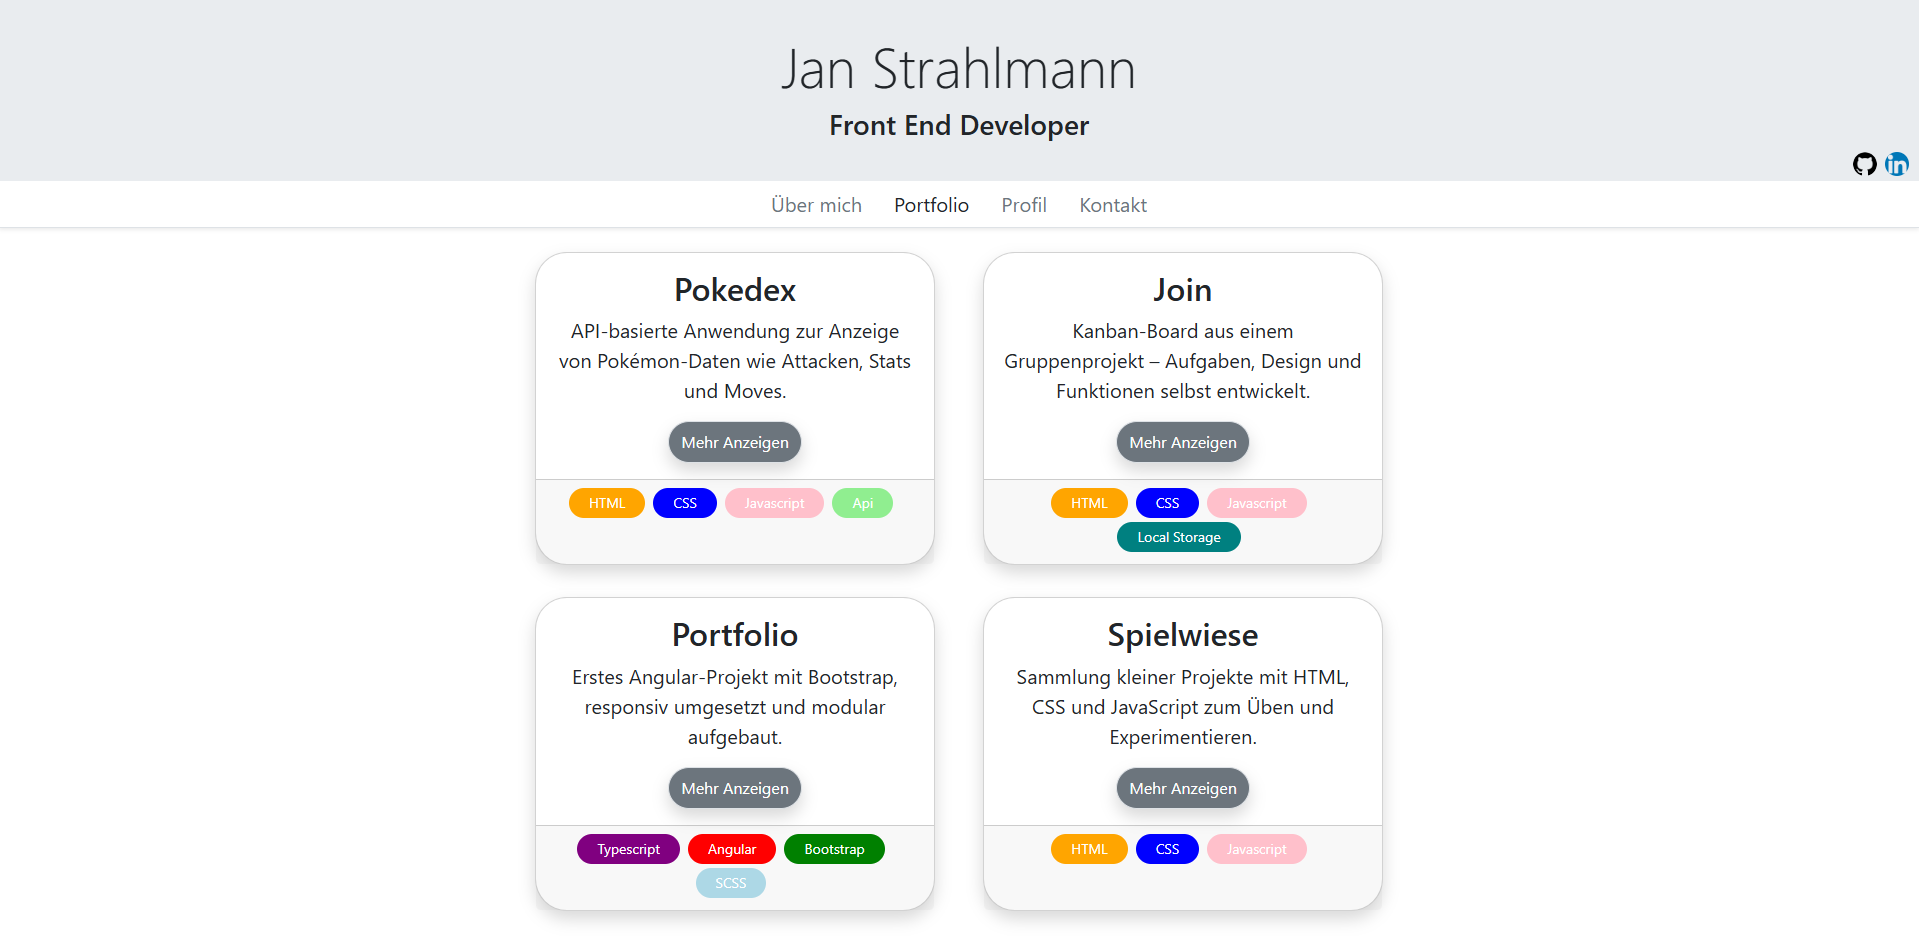 Jan Strahlmann
Front End Developer
in
Über mich Portfolio Profil Kontakt
Pokedex
API-basierte Anwendung zur Anzeige
von Pokémon-Daten wie Attacken, Stats
und Moves.
Mehr Anzeigen
HTML CSS Javascript Api
Join
Kanban-Board aus einem
Gruppenprojekt – Aufgaben, Design und
Funktionen selbst entwickelt.
Mehr Anzeigen
HTML CSS Javascript
Local Storage
Portfolio
Erstes Angular-Projekt mit Bootstrap,
responsiv umgesetzt und modular
aufgebaut.
Mehr Anzeigen
Typescript Angular Bootstrap
SCSS
Spielwiese
Sammlung kleiner Projekte mit HTML,
CSS und JavaScript zum Üben und
Experimentieren.
Mehr Anzeigen
HTML CSS Javascript